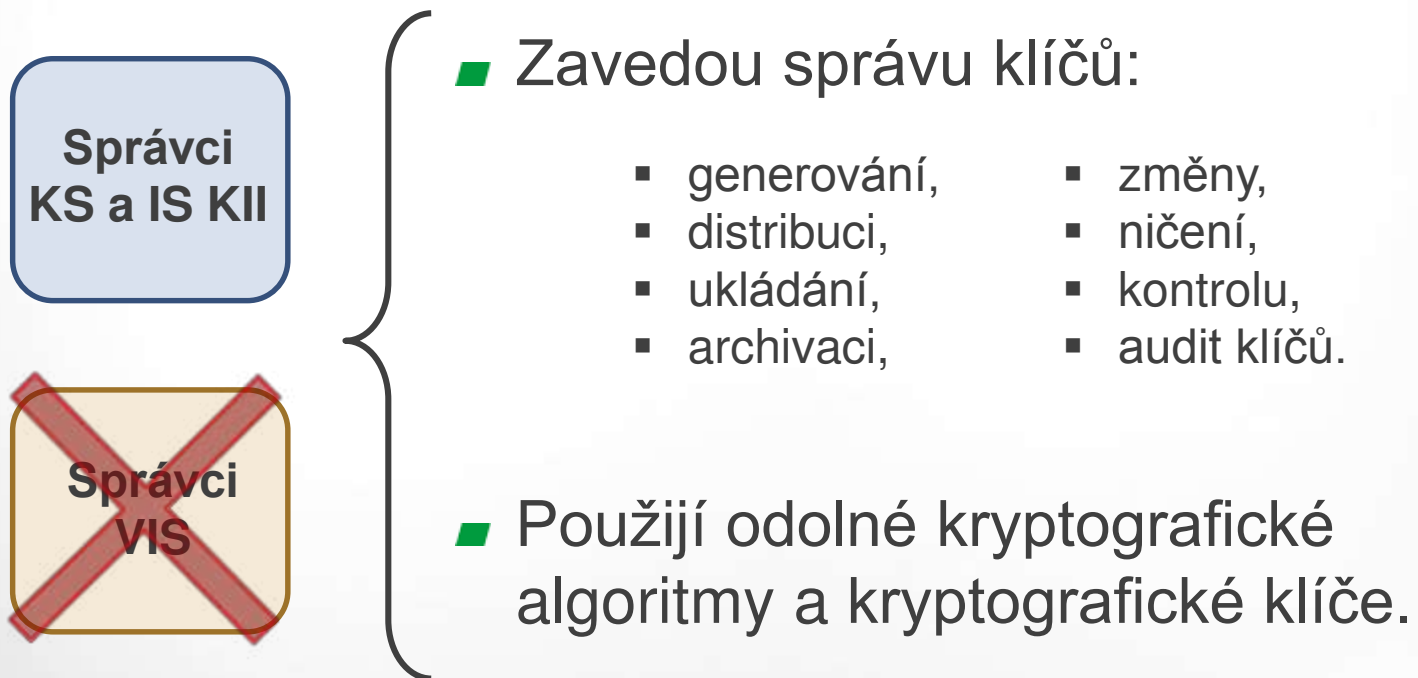 Správci
KS a IS KII
Správci
VIS
Zavedou správu klíčů:
generování,
distribuci,
ukládání,
archivaci,
změny,
ničení,
kontrolu,
audit klíčů.
Použijí odolné kryptografické
algoritmy a kryptografické klíče.